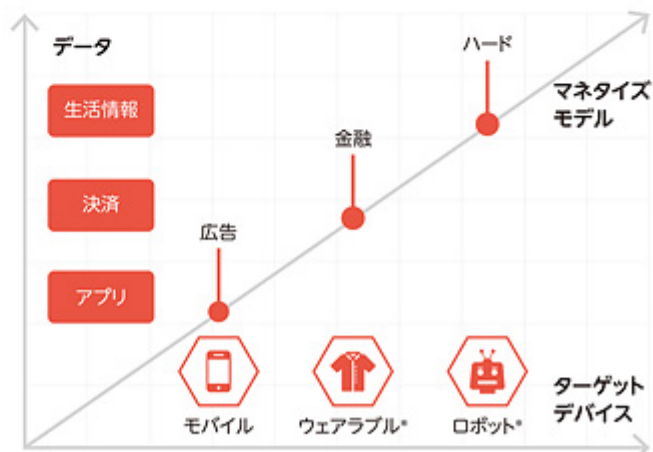 データ
ハード
生活情報
マネタイズ
モデル
金融
決済
広告
アプリ
モバイル
ウェアラブル*
ロボット*
ターゲット
デバイス